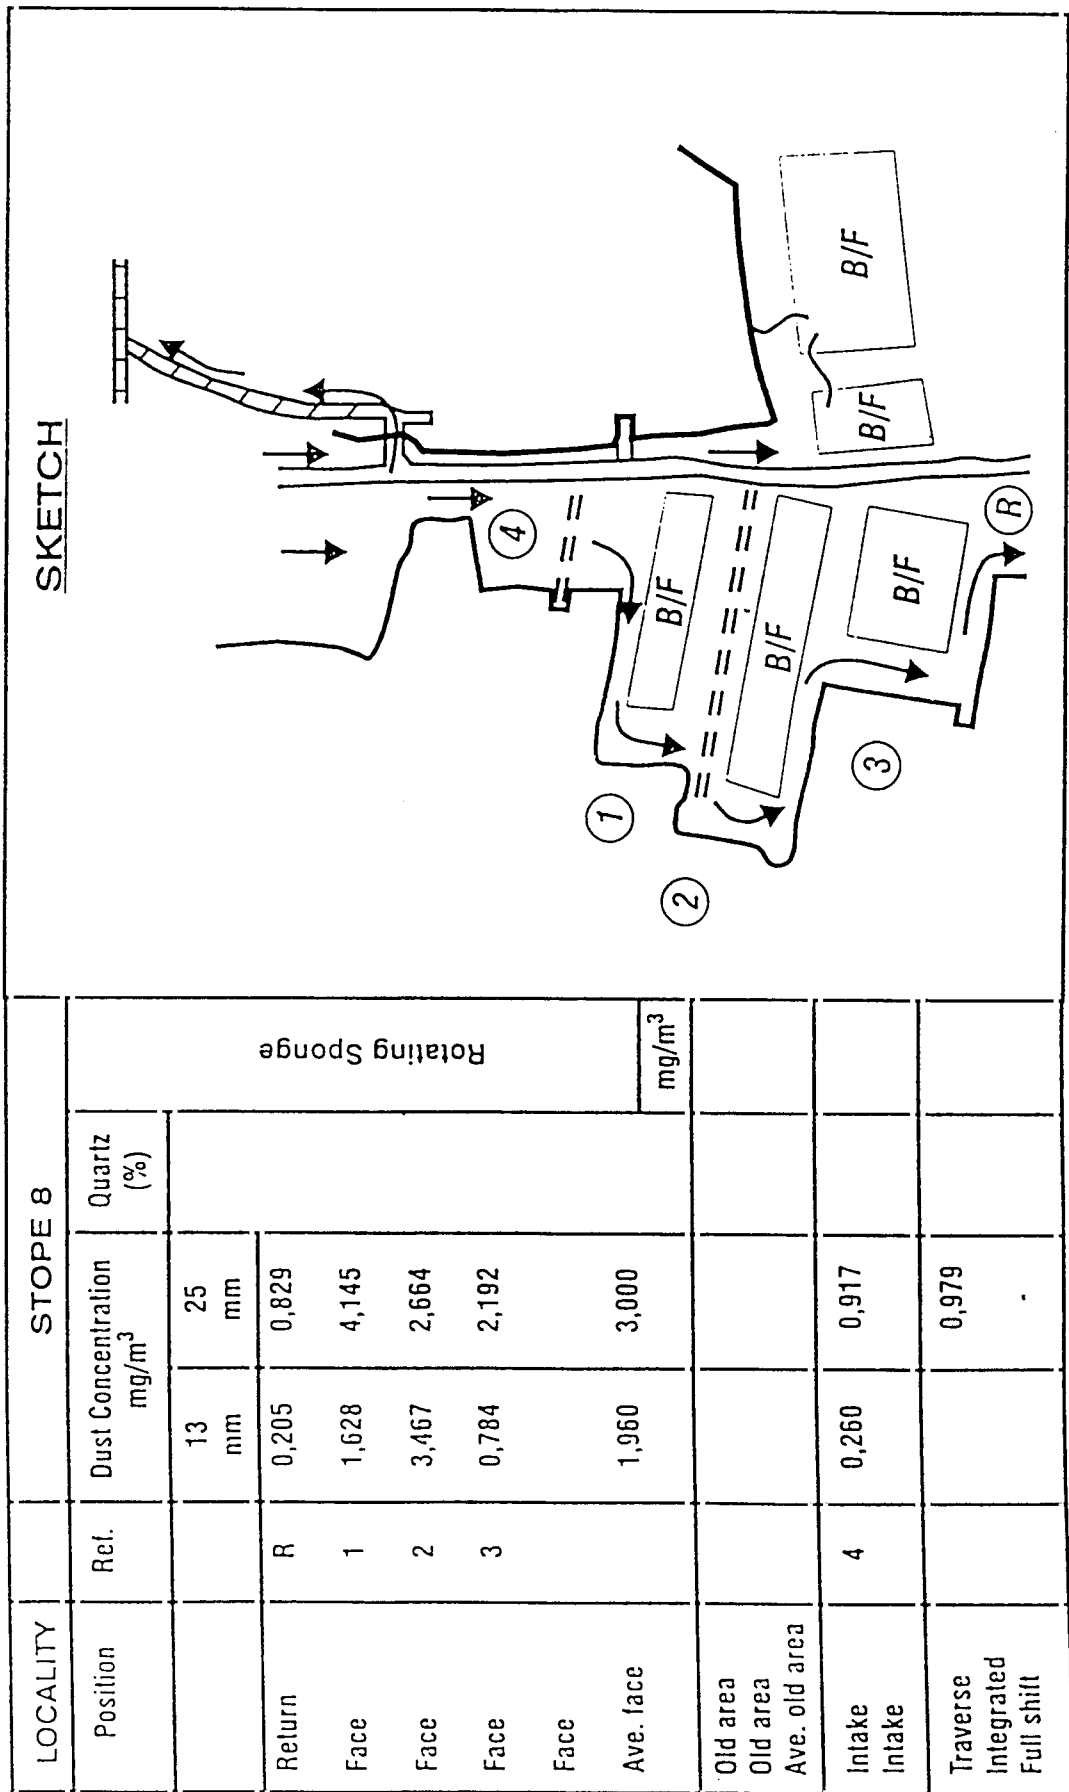 LOCALITY STOPE 8
Position Ref. Dust Concentration mg/m³ Quartz (%) Rotating Sponge
13 mm 25 mm
Return R 0,205 0,829
Face 1 1,628 4,145
Face 2 3,467 2,664
Face 3 0,784 2,192
Face
Ave. face 1,960 3,000 mg/m³
Old area
Old area
Ave. old area
Intake 4 0,260 0,917
Intake
Traverse 0,979
Integrated
Full shift -
SKETCH
4
1
2
3
R
B/F
B/F
B/F
B/F
B/F